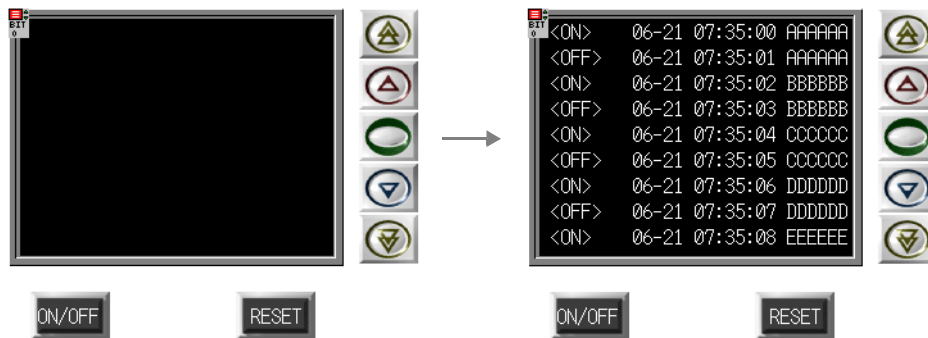 BIT
0
ON/OFF
RESET
BIT
0
<ON> 06-21 07:35:00 AAAAAA
<OFF> 06-21 07:35:01 AAAAAA
<ON> 06-21 07:35:02 BBBBBB
<OFF> 06-21 07:35:03 BBBBBB
<ON> 06-21 07:35:04 CCCCCC
<OFF> 06-21 07:35:05 CCCCCC
<ON> 06-21 07:35:06 DDDDDD
<OFF> 06-21 07:35:07 DDDDDD
<ON> 06-21 07:35:08 EEEEEE
ON/OFF
RESET